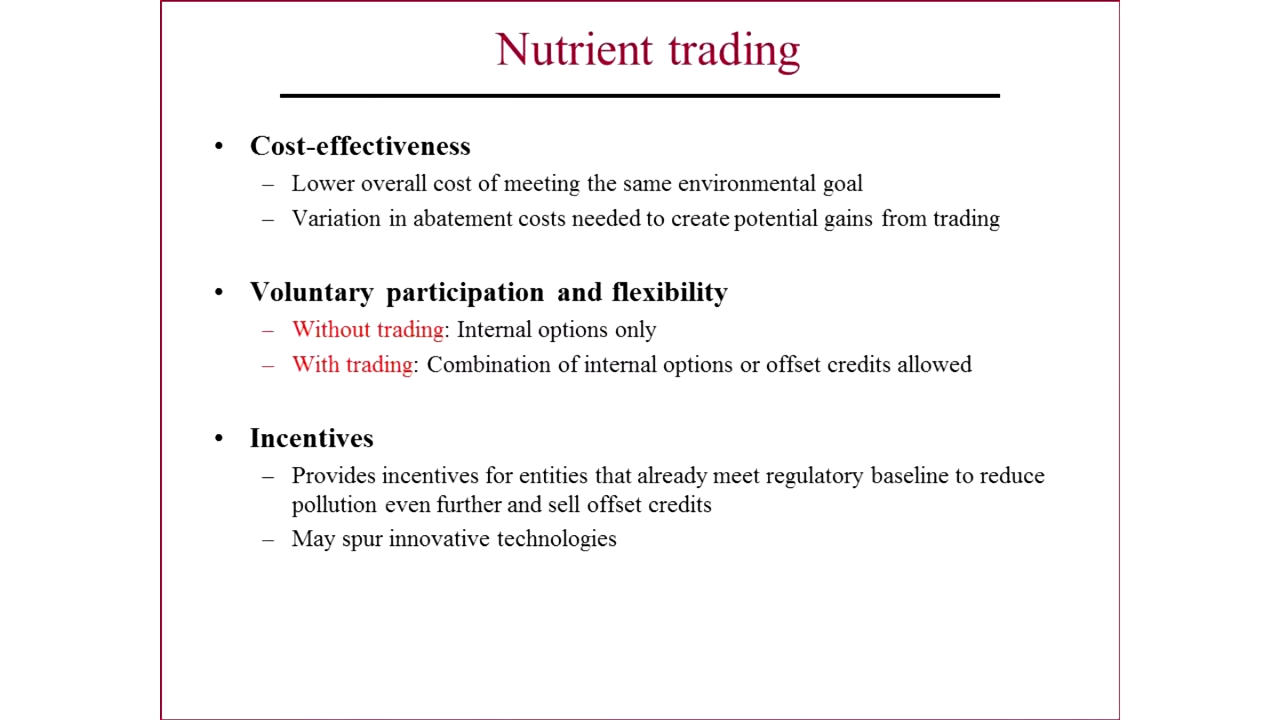 Nutrient trading
• Cost-effectiveness
– Lower overall cost of meeting the same environmental goal
– Variation in abatement costs needed to create potential gains from trading
• Voluntary participation and flexibility
– Without trading: Internal options only
– With trading: Combination of internal options or offset credits allowed
• Incentives
– Provides incentives for entities that already meet regulatory baseline to reduce
pollution even further and sell offset credits
– May spur innovative technologies